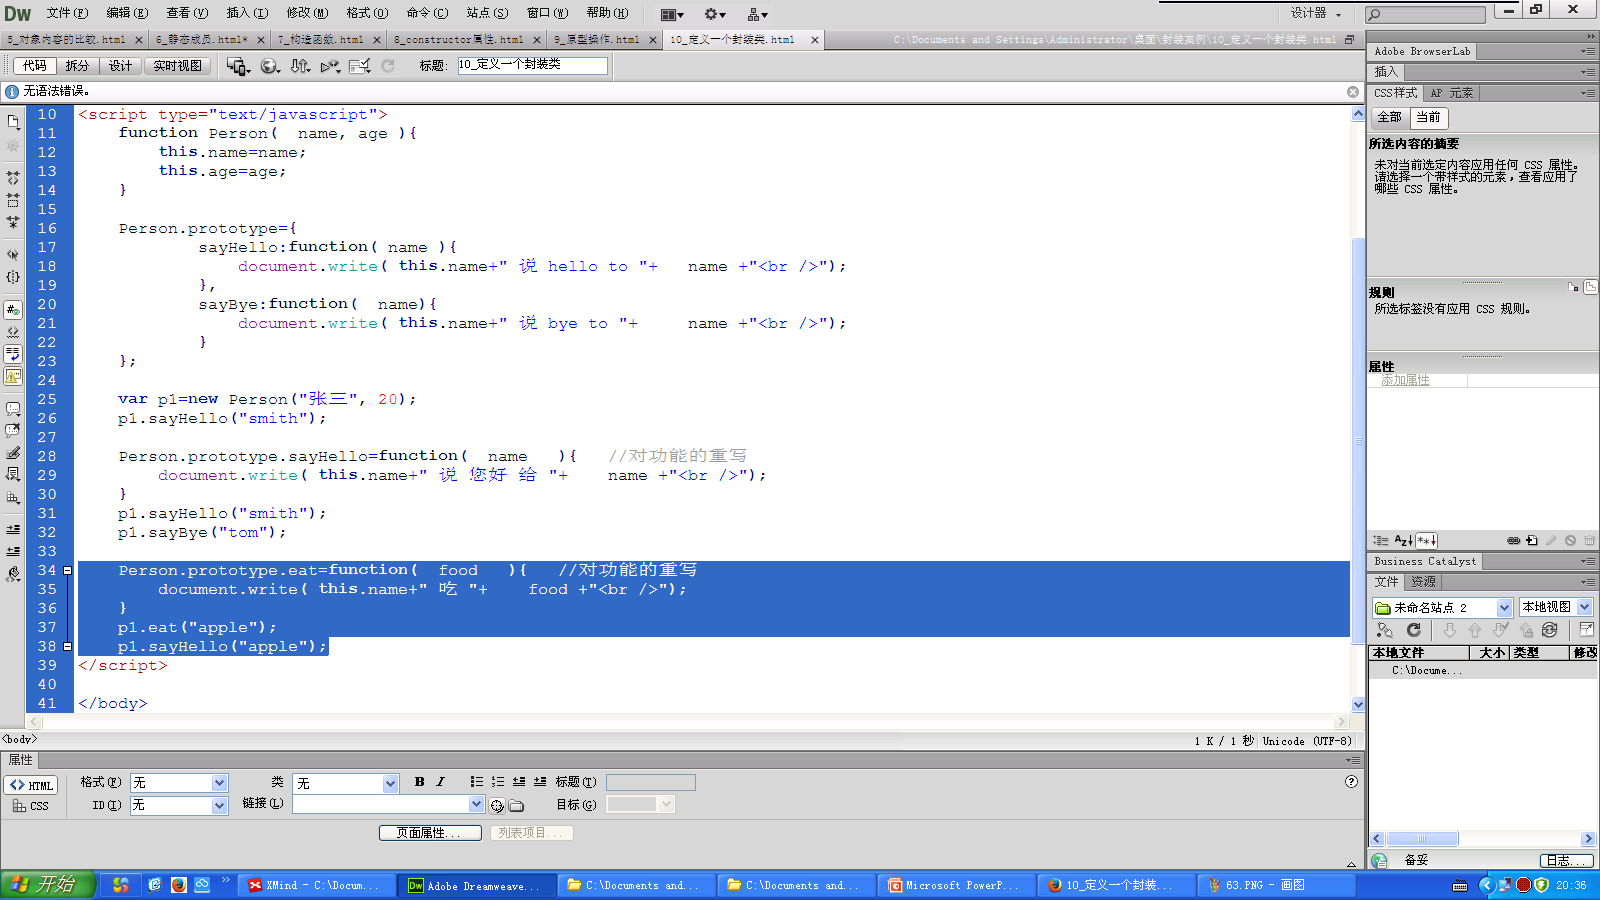 Dw 文件(F) 编辑(E) 查看(V) 插入(I) 修改(M) 格式(O) 命令(C) 站点(S) 窗口(W) 帮助(H) 设计器
5_对象内容的比较.html 6_静态成员.html* 7_构造函数.html 8_constructor属性.html 9_原型操作.html 10_定义一个封装类.html C:\Documents and Settings\Administrator\桌面\封装案例\10_定义一个封装类.html
代码 拆分 设计 实时视图 标题: 10_定义一个封装类
无语法错误。
10 <script type="text/javascript">
11 function Person(  name, age ){
12 this.name=name;
13 this.age=age;
14 }
15
16 Person.prototype={
17 sayHello:function( name ){
18 document.write( this.name+" 说 hello to "+   name +"<br />");
19 },
20 sayBye:function(  name){
21 document.write( this.name+" 说 bye to "+     name +"<br />");
22 }
23 };
24
25 var p1=new Person("张三", 20);
26 p1.sayHello("smith");
27
28 Person.prototype.sayHello=function(  name   ){   //对功能的重写
29 document.write( this.name+" 说 您好 给 "+    name +"<br />");
30 }
31 p1.sayHello("smith");
32 p1.sayBye("tom");
33
34 Person.prototype.eat=function(  food   ){   //对功能的重写
35 document.write( this.name+" 吃 "+    food +"<br />");
36 }
37 p1.eat("apple");
38 p1.sayHello("apple");
39 </script>
40
41 </body>
<body> 1 K / 1 秒 Unicode (UTF-8)
属性
HTML 格式(F) 无 类 无 B I 标题(T)
CSS ID(I) 无 链接(L) 目标(G)
页面属性... 列表项目...
Adobe BrowserLab
插入
CSS样式 AP 元素
全部 当前
所选内容的摘要
未对当前选定内容应用任何 CSS 属性。
请选择一个带样式的元素，查看应用了
哪些 CSS 属性。
规则
所选标签没有应用 CSS 规则。
属性
添加属性
Business Catalyst
文件 资源
未命名站点 2 本地视图
本地文件 大小 类型 修改
C:\Docume...
备妥 日志...
开始 XMind - C:\Docum... Adobe Dreamweave... C:\Documents and... C:\Documents and... Microsoft PowerP... 10_定义一个封装... 63.PNG - 画图 20:36